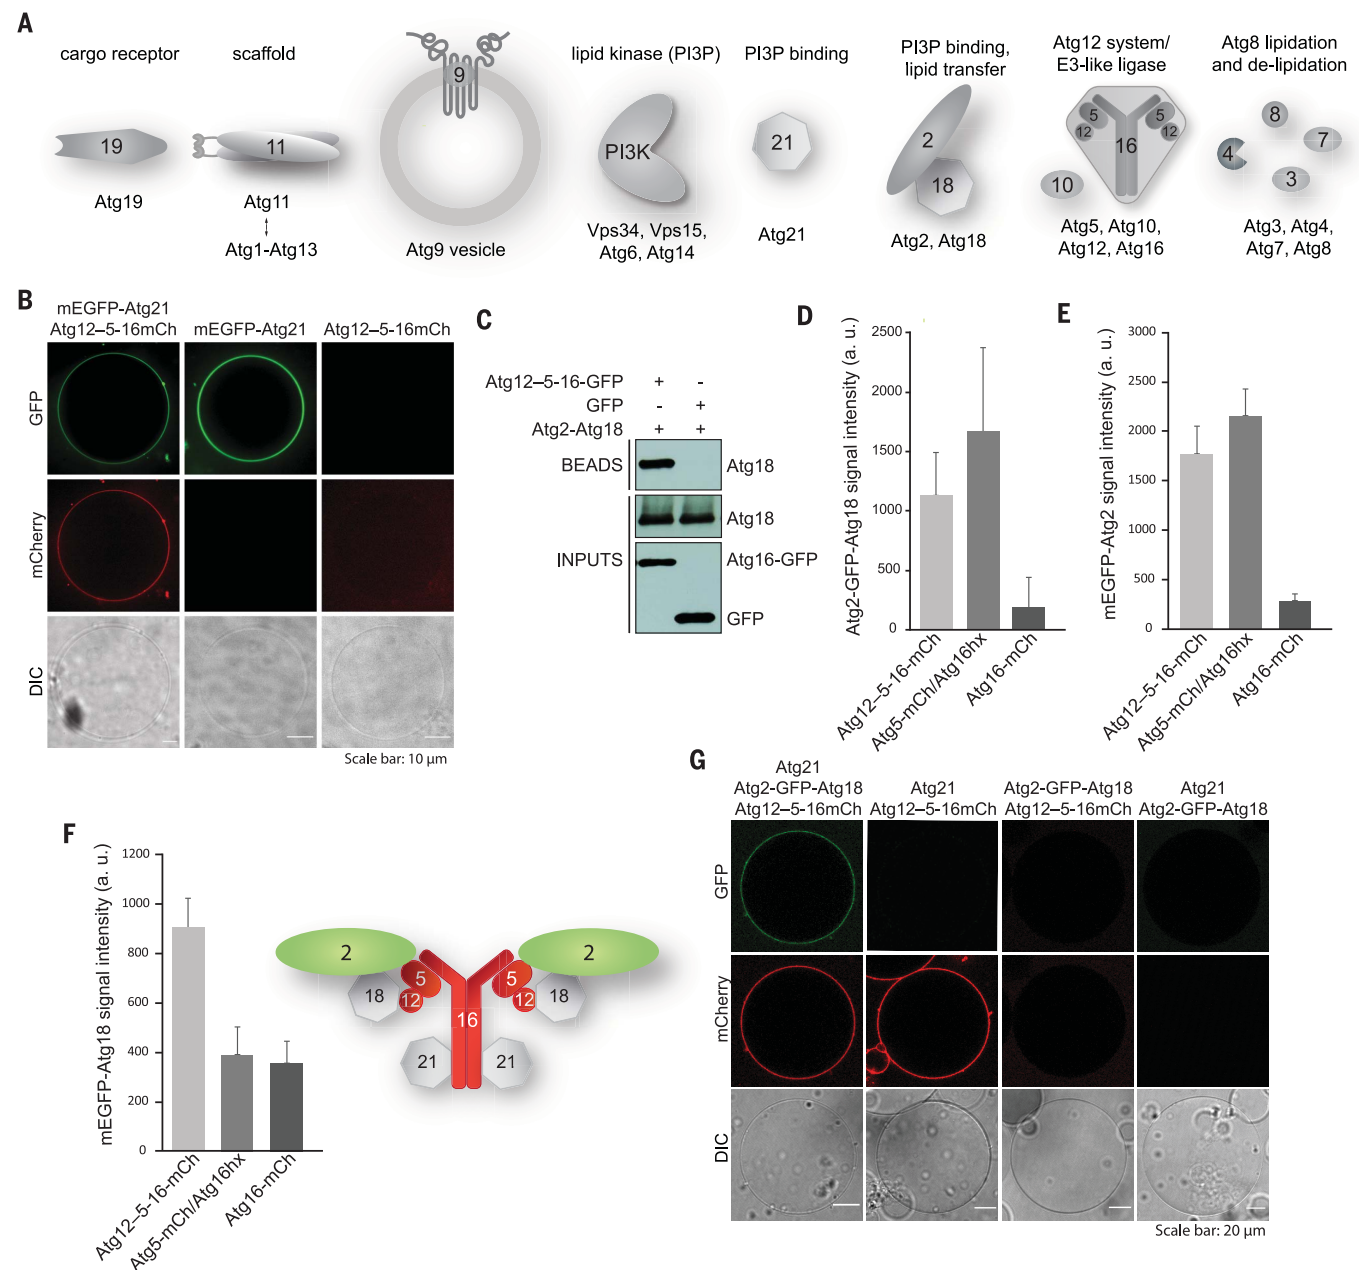 A
cargo receptor
scaffold
lipid kinase (PI3P)
PI3P binding
PI3P binding,
lipid transfer
Atg12 system/
E3-like ligase
Atg8 lipidation
and de-lipidation
19
11
9
PI3K
21
2
18
5
12
5
12
16
10
8
4
7
3
Atg19
Atg11
Atg1-Atg13
Atg9 vesicle
Vps34, Vps15,
Atg6, Atg14
Atg21
Atg2, Atg18
Atg5, Atg10,
Atg12, Atg16
Atg3, Atg4,
Atg7, Atg8
B
mEGFP-Atg21
Atg12–5-16mCh
mEGFP-Atg21
Atg12–5-16mCh
GFP
mCherry
DIC
Scale bar: 10 µm
C
Atg12–5-16-GFP + -
GFP - +
Atg2-Atg18 + +
BEADS
Atg18
INPUTS
Atg18
Atg16-GFP
GFP
D
Atg2-GFP-Atg18 signal intensity (a. u.)
2500
2000
1500
1000
500
0
Atg12–5-16-mCh
Atg5-mCh/Atg16hx
Atg16-mCh
E
mEGFP-Atg2 signal intensity (a. u.)
3000
2500
2000
1500
1000
500
0
Atg12–5-16-mCh
Atg5-mCh/Atg16hx
Atg16-mCh
F
mEGFP-Atg18 signal intensity (a. u.)
1200
1000
800
600
400
200
0
Atg12–5-16-mCh
Atg5-mCh/Atg16hx
Atg16-mCh
2
2
18
5
12
5
12
18
16
21
21
G
Atg21
Atg2-GFP-Atg18
Atg12–5-16mCh
Atg21
Atg12–5-16mCh
Atg2-GFP-Atg18
Atg12–5-16mCh
Atg21
Atg2-GFP-Atg18
GFP
mCherry
DIC
Scale bar: 20 µm